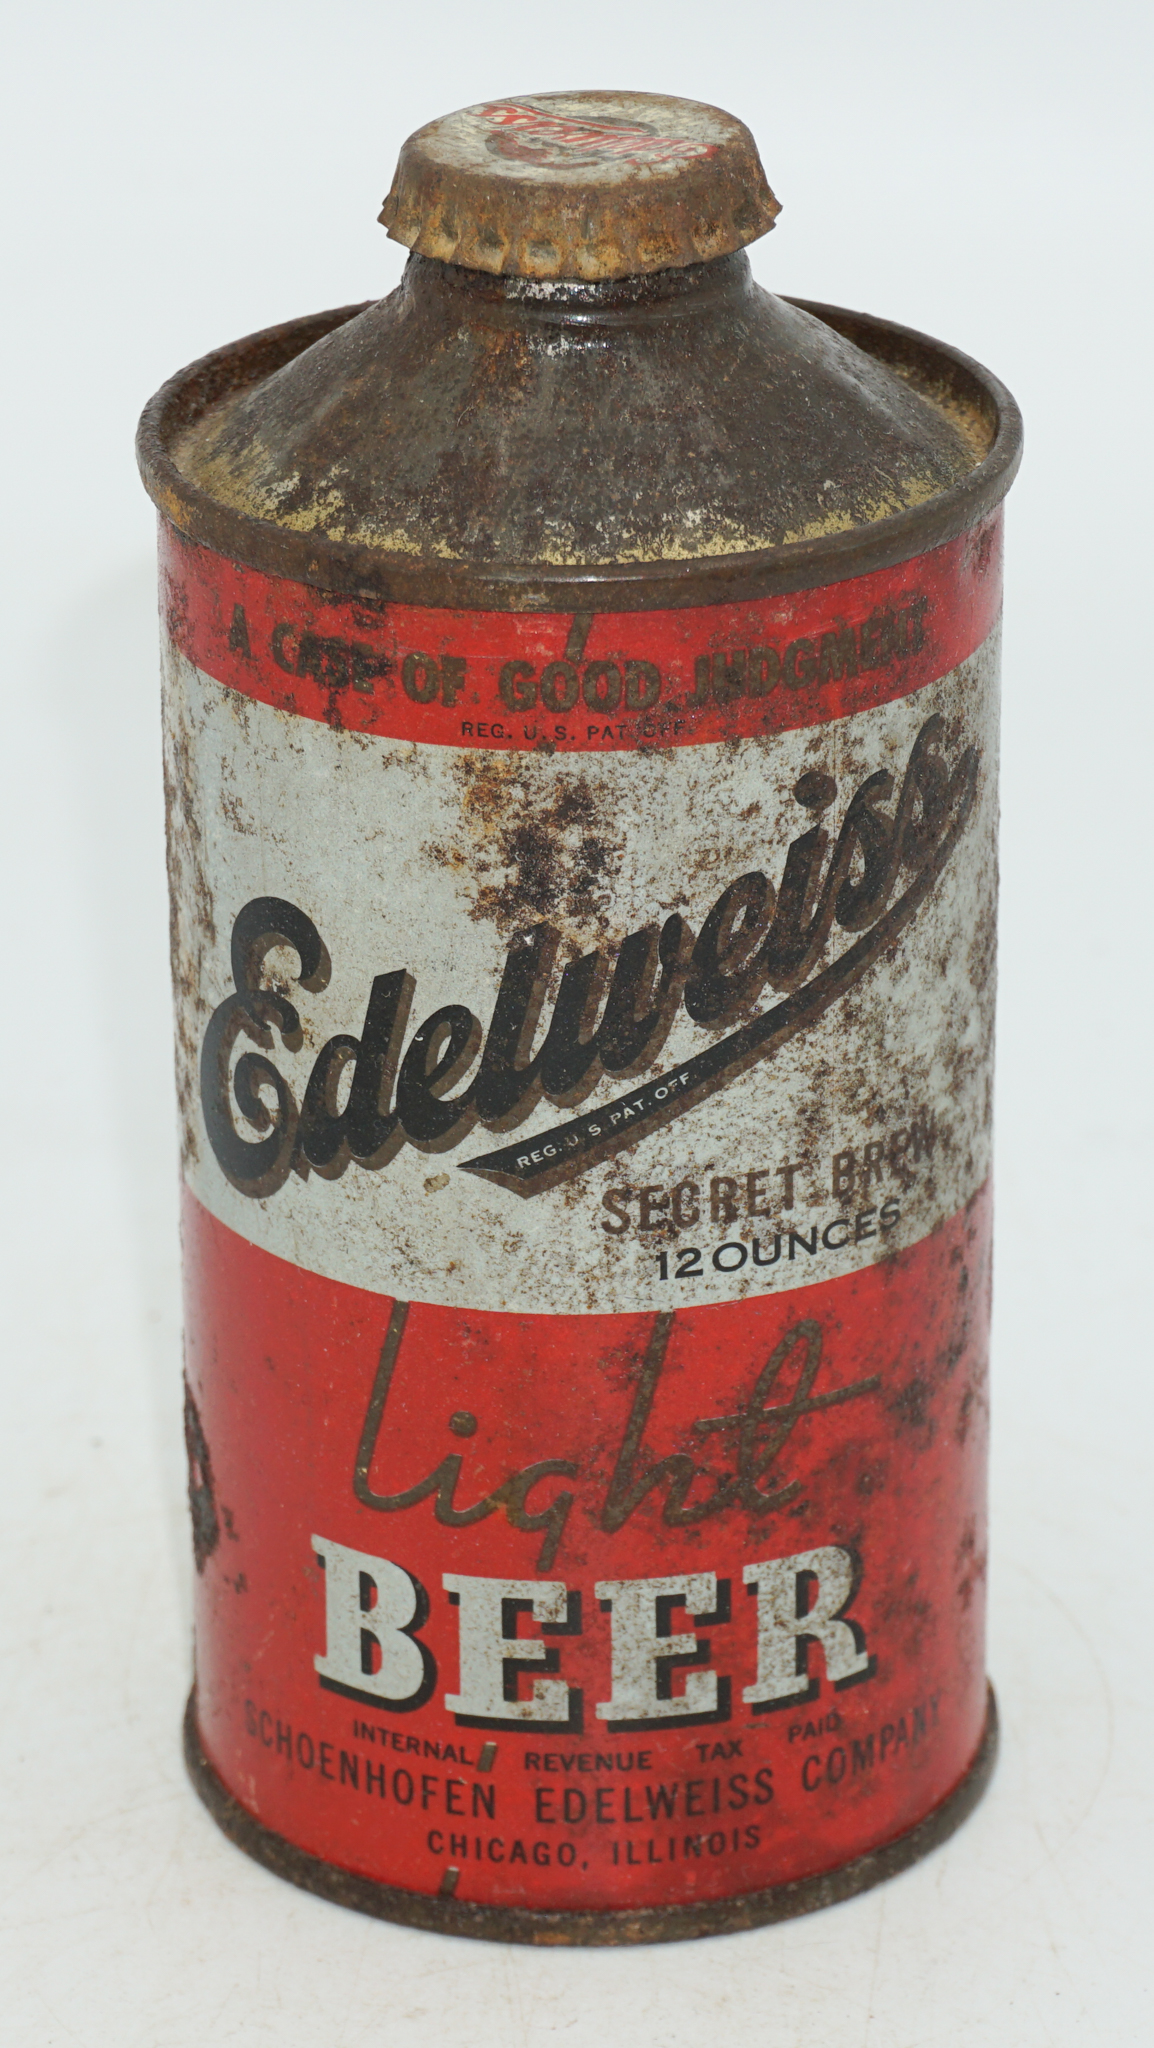 Edelweiss
A CASE OF GOOD JUDGMENT
REG. U.S. PAT. OFF.
Edelweiss
REG. U.S. PAT. OFF
SECRET BREW
12 OUNCES
Light
BEER
INTERNAL REVENUE TAX PAID
SCHOENHOFEN EDELWEISS COMPANY
CHICAGO, ILLINOIS